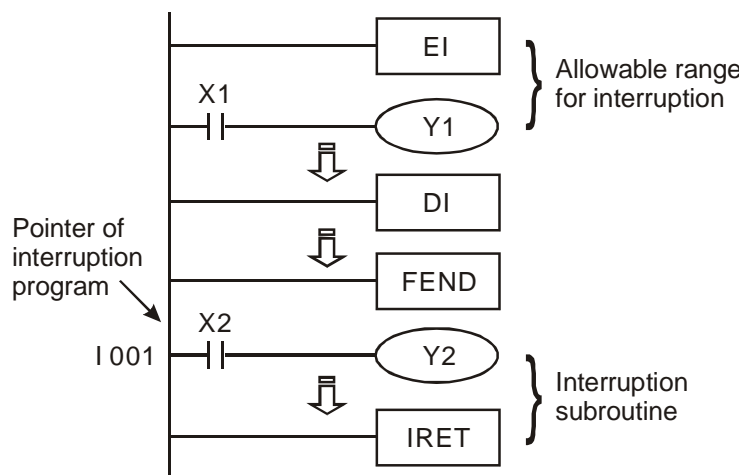 EI
Allowable range
for interruption
X1
Y1
DI
Pointer of
interruption
program
FEND
X2
I 001
Y2
Interruption
subroutine
IRET